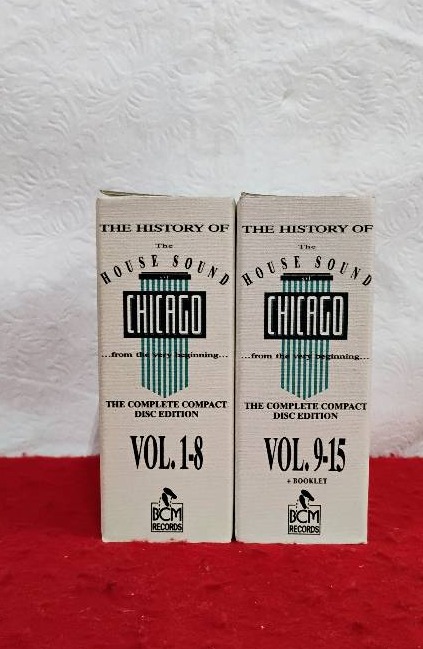 THE HISTORY OF
The
HOUSE SOUND
CHICAGO
...from the very beginning...
THE COMPLETE COMPACT
DISC EDITION
VOL. 1-8
BCM
RECORDS
THE HISTORY OF
The
HOUSE SOUND
CHICAGO
...from the very beginning...
THE COMPLETE COMPACT
DISC EDITION
VOL. 9-15
+ BOOKLET
BCM
RECORDS